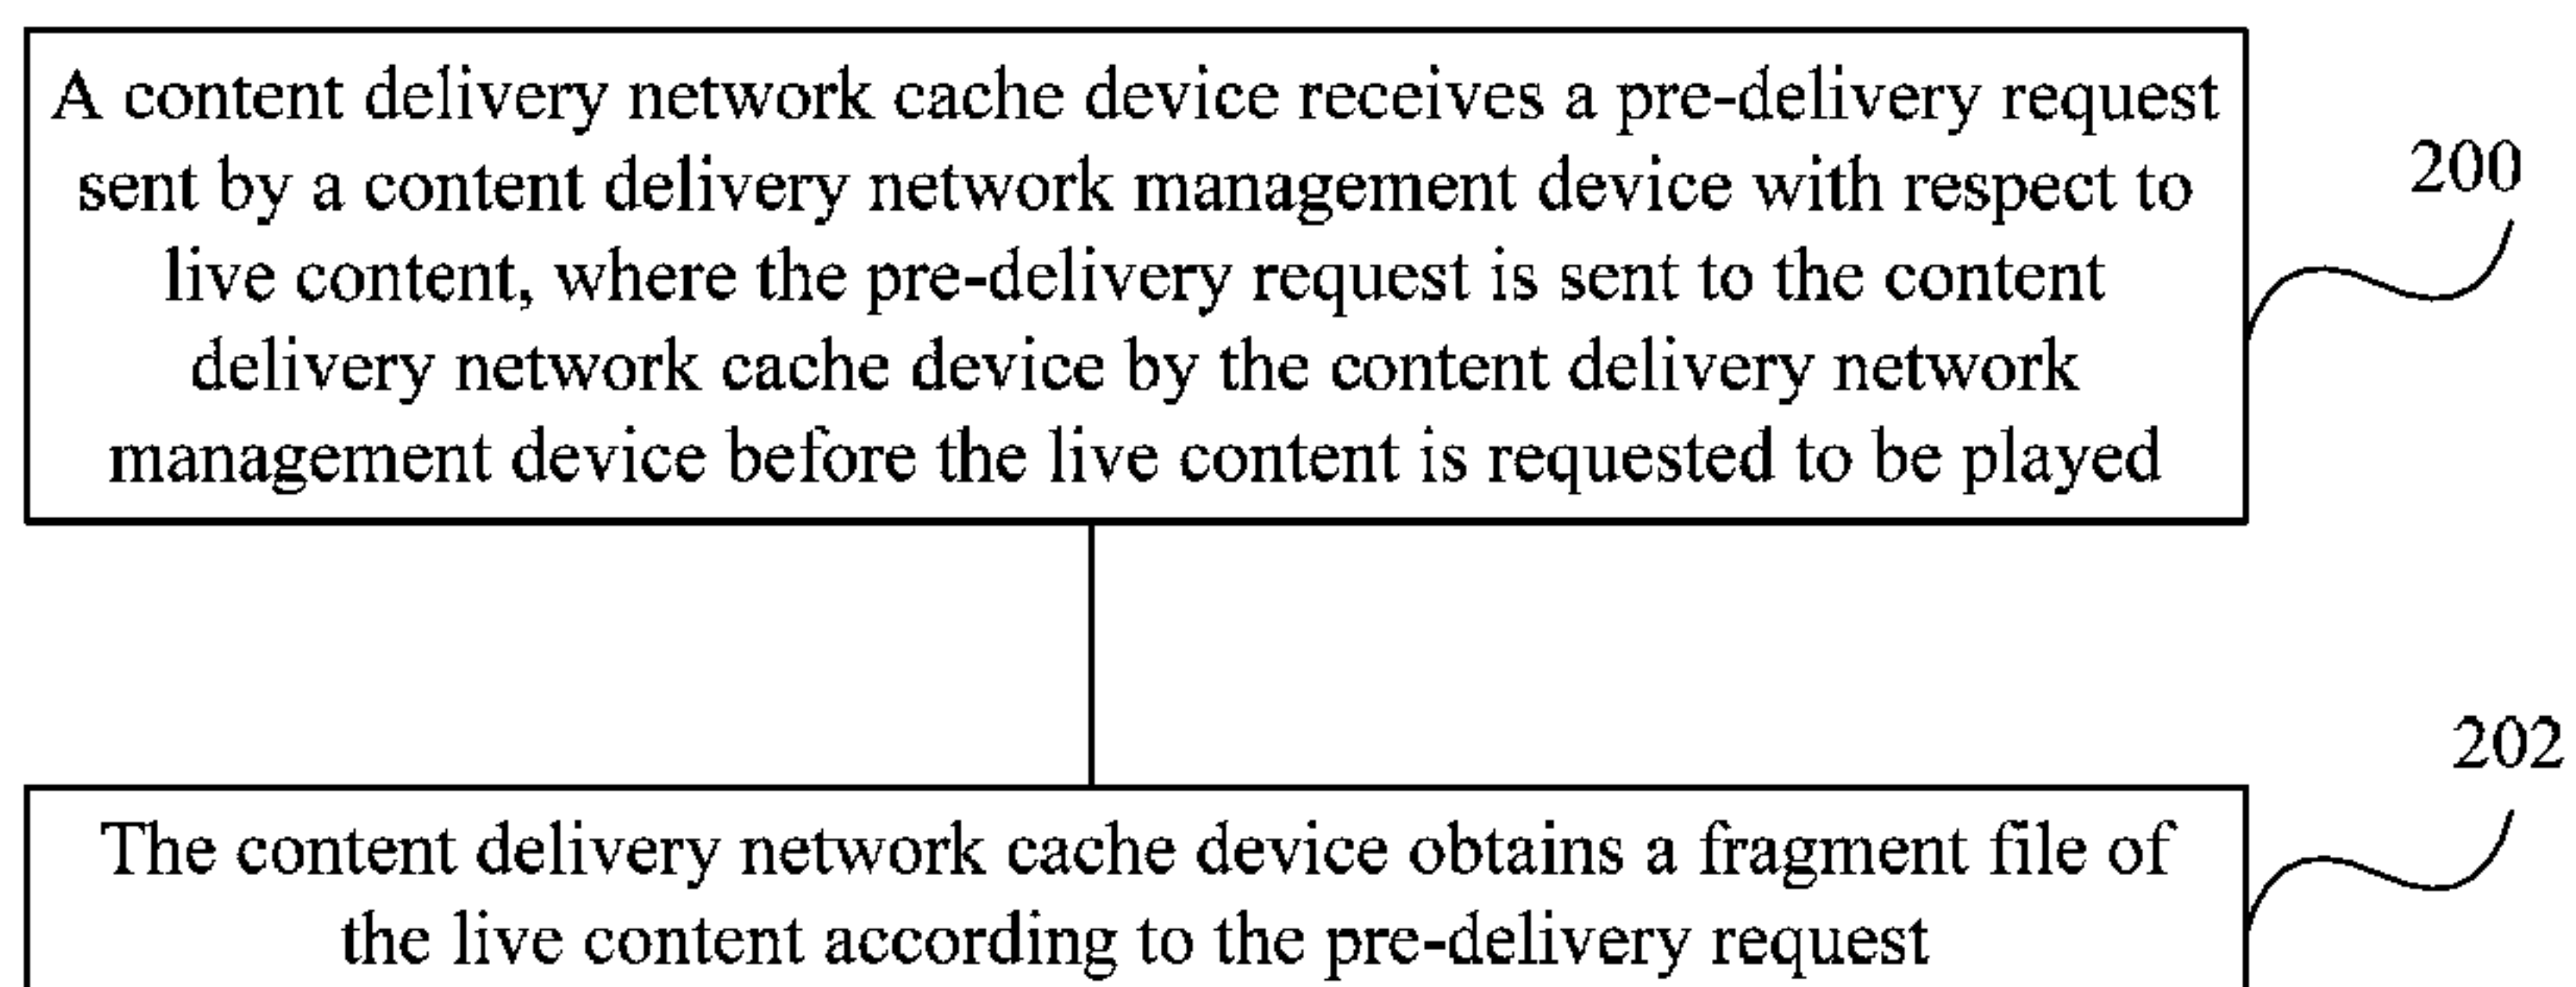 A content delivery network cache device receives a pre-delivery request
sent by a content delivery network management device with respect to
live content, where the pre-delivery request is sent to the content
delivery network cache device by the content delivery network
management device before the live content is requested to be played
200
202
The content delivery network cache device obtains a fragment file of
the live content according to the pre-delivery request